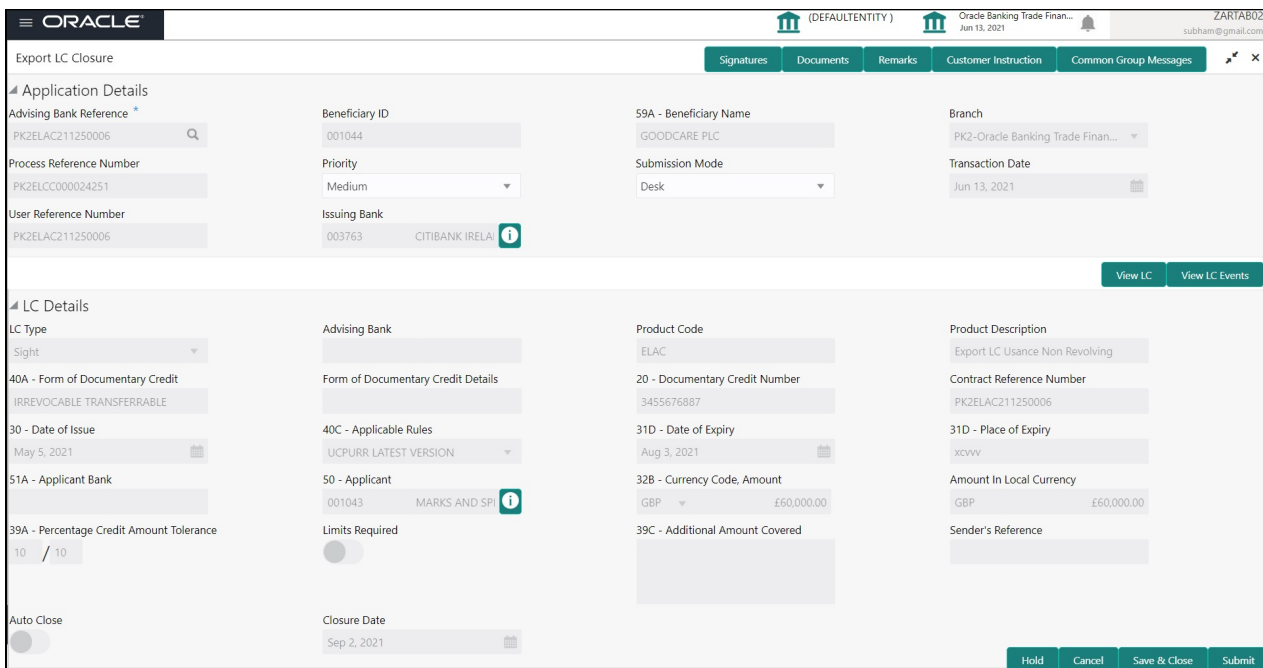 ORACLE
(DEFAULTENTITY )
Oracle Banking Trade Finan...
Jun 13, 2021
ZARTAB02
subham@gmail.com
Export LC Closure
Signatures
Documents
Remarks
Customer Instruction
Common Group Messages
Application Details
Advising Bank Reference *
Beneficiary ID
59A - Beneficiary Name
Branch
PK2ELAC211250006
001044
GOODCARE PLC
PK2-Oracle Banking Trade Finan...
Process Reference Number
Priority
Submission Mode
Transaction Date
PK2ELCC000024251
Medium
Desk
Jun 13, 2021
User Reference Number
Issuing Bank
PK2ELAC211250006
003763 CITIBANK IRELA
View LC
View LC Events
LC Details
LC Type
Advising Bank
Product Code
Product Description
Sight
ELAC
Export LC Usance Non Revolving
40A - Form of Documentary Credit
Form of Documentary Credit Details
20 - Documentary Credit Number
Contract Reference Number
IRREVOCABLE TRANSFERRABLE
3455676887
PK2ELAC211250006
30 - Date of Issue
40C - Applicable Rules
31D - Date of Expiry
31D - Place of Expiry
May 5, 2021
UCPURR LATEST VERSION
Aug 3, 2021
xcvvv
51A - Applicant Bank
50 - Applicant
32B - Currency Code, Amount
Amount In Local Currency
001043 MARKS AND SPI
GBP £60,000.00
GBP £60,000.00
39A - Percentage Credit Amount Tolerance
Limits Required
39C - Additional Amount Covered
Sender's Reference
10 / 10
Auto Close
Closure Date
Sep 2, 2021
Hold
Cancel
Save & Close
Submit